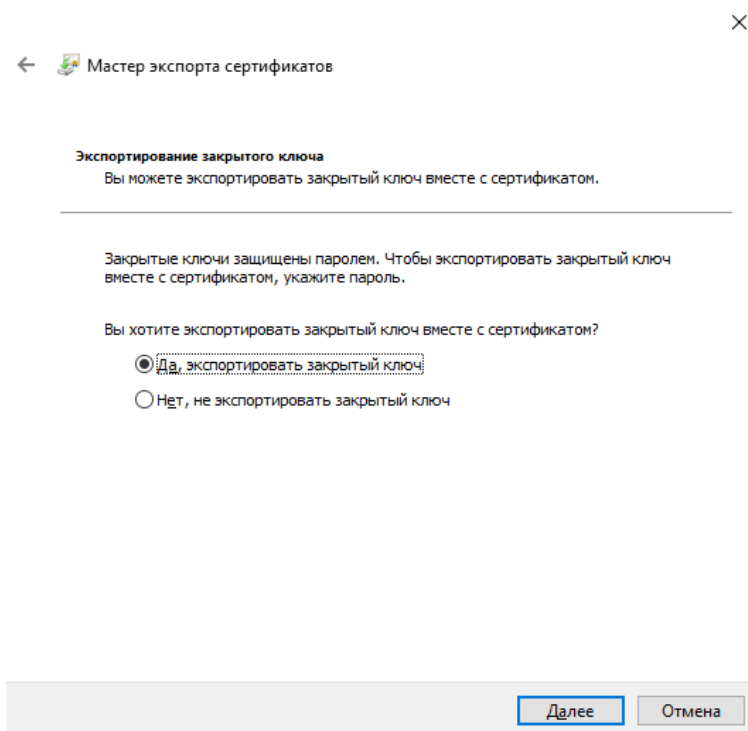 Мастер экспорта сертификатов
Экспортирование закрытого ключа
Вы можете экспортировать закрытый ключ вместе с сертификатом.
Закрытые ключи защищены паролем. Чтобы экспортировать закрытый ключ
вместе с сертификатом, укажите пароль.
Вы хотите экспортировать закрытый ключ вместе с сертификатом?
Да, экспортировать закрытый ключ
Нет, не экспортировать закрытый ключ
Далее Отмена